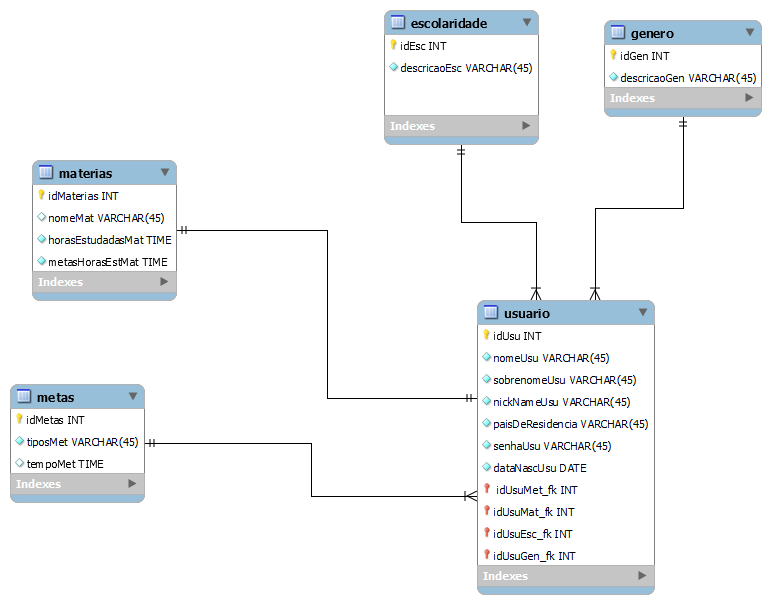 escolaridade
idEsc INT
descricaoEsc VARCHAR(45)
Indexes
genero
idGen INT
descricaoGen VARCHAR(45)
Indexes
materias
idMaterias INT
nomeMat VARCHAR(45)
horasEstudadasMat TIME
metasHorasEstMat TIME
Indexes
metas
idMetas INT
tiposMet VARCHAR(45)
tempoMet TIME
Indexes
usuario
idUsu INT
nomeUsu VARCHAR(45)
sobrenomeUsu VARCHAR(45)
nickNameUsu VARCHAR(45)
paisDeResidencia VARCHAR(45)
senhaUsu VARCHAR(45)
dataNascUsu DATE
idUsuMet_fk INT
idUsuMat_fk INT
idUsuEsc_fk INT
idUsuGen_fk INT
Indexes